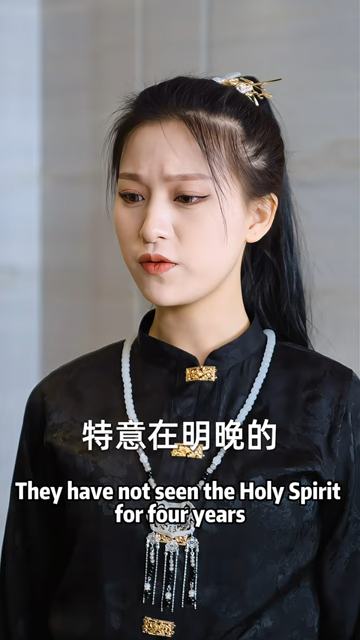 特意在明晚的
They have not seen the Holy Spirit
for four years